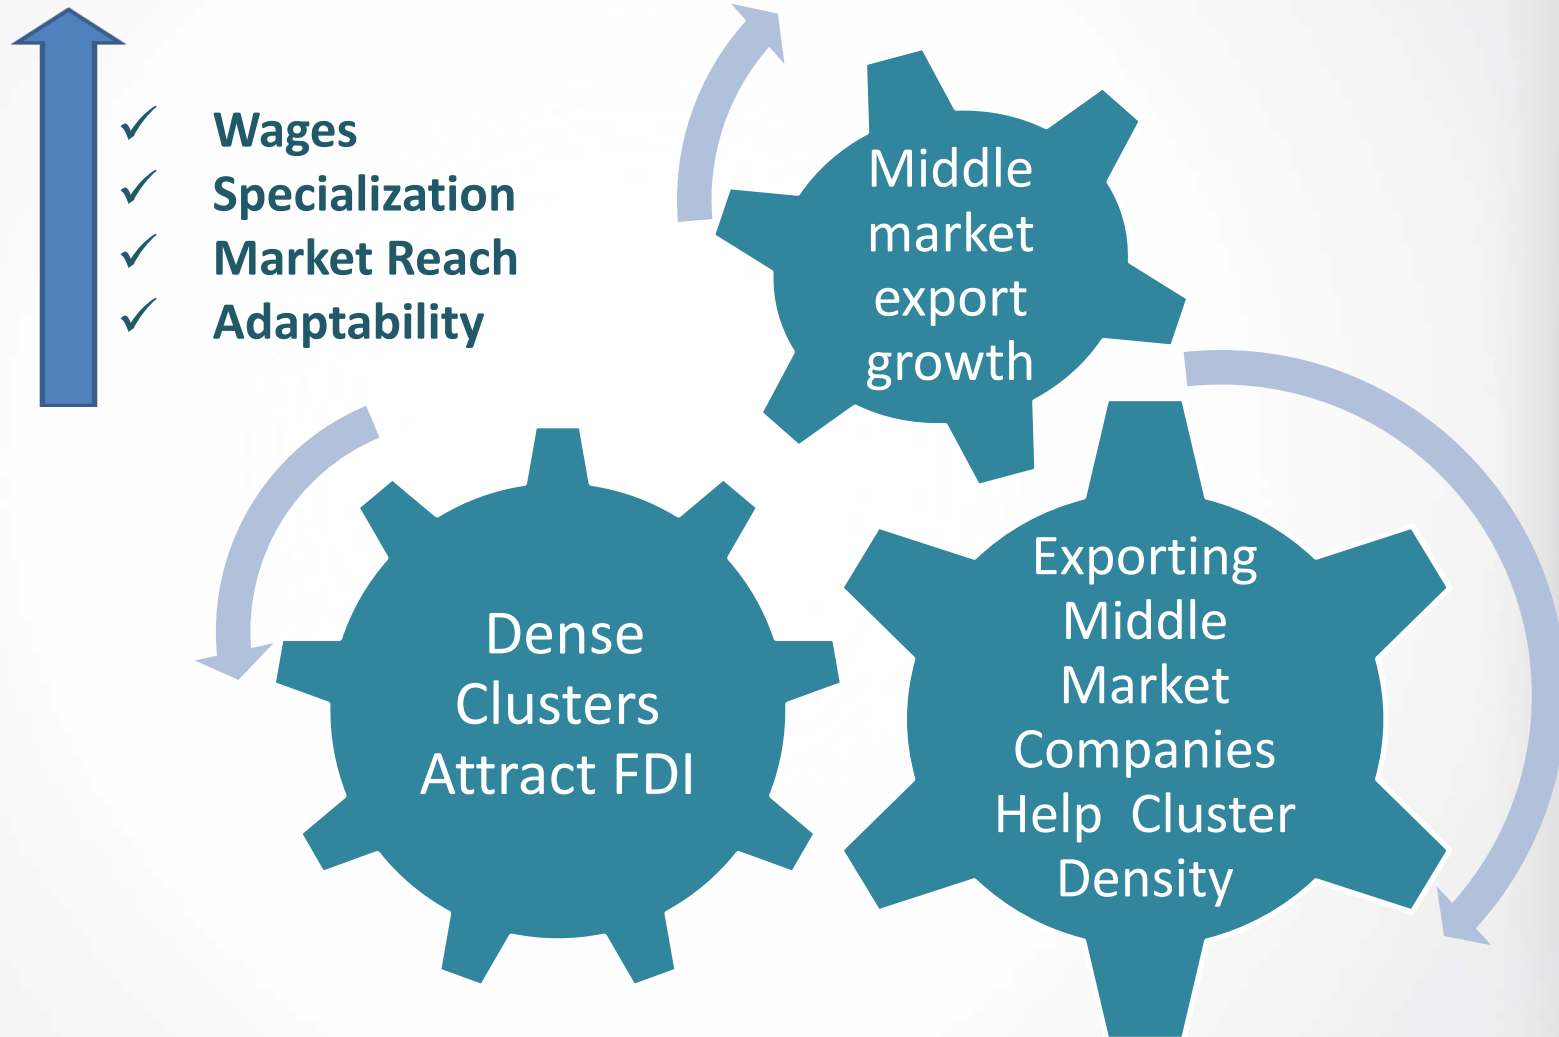 ✓ Wages
✓ Specialization
✓ Market Reach
✓ Adaptability
Middle
market
export
growth
Dense
Clusters
Attract FDI
Exporting
Middle
Market
Companies
Help Cluster
Density